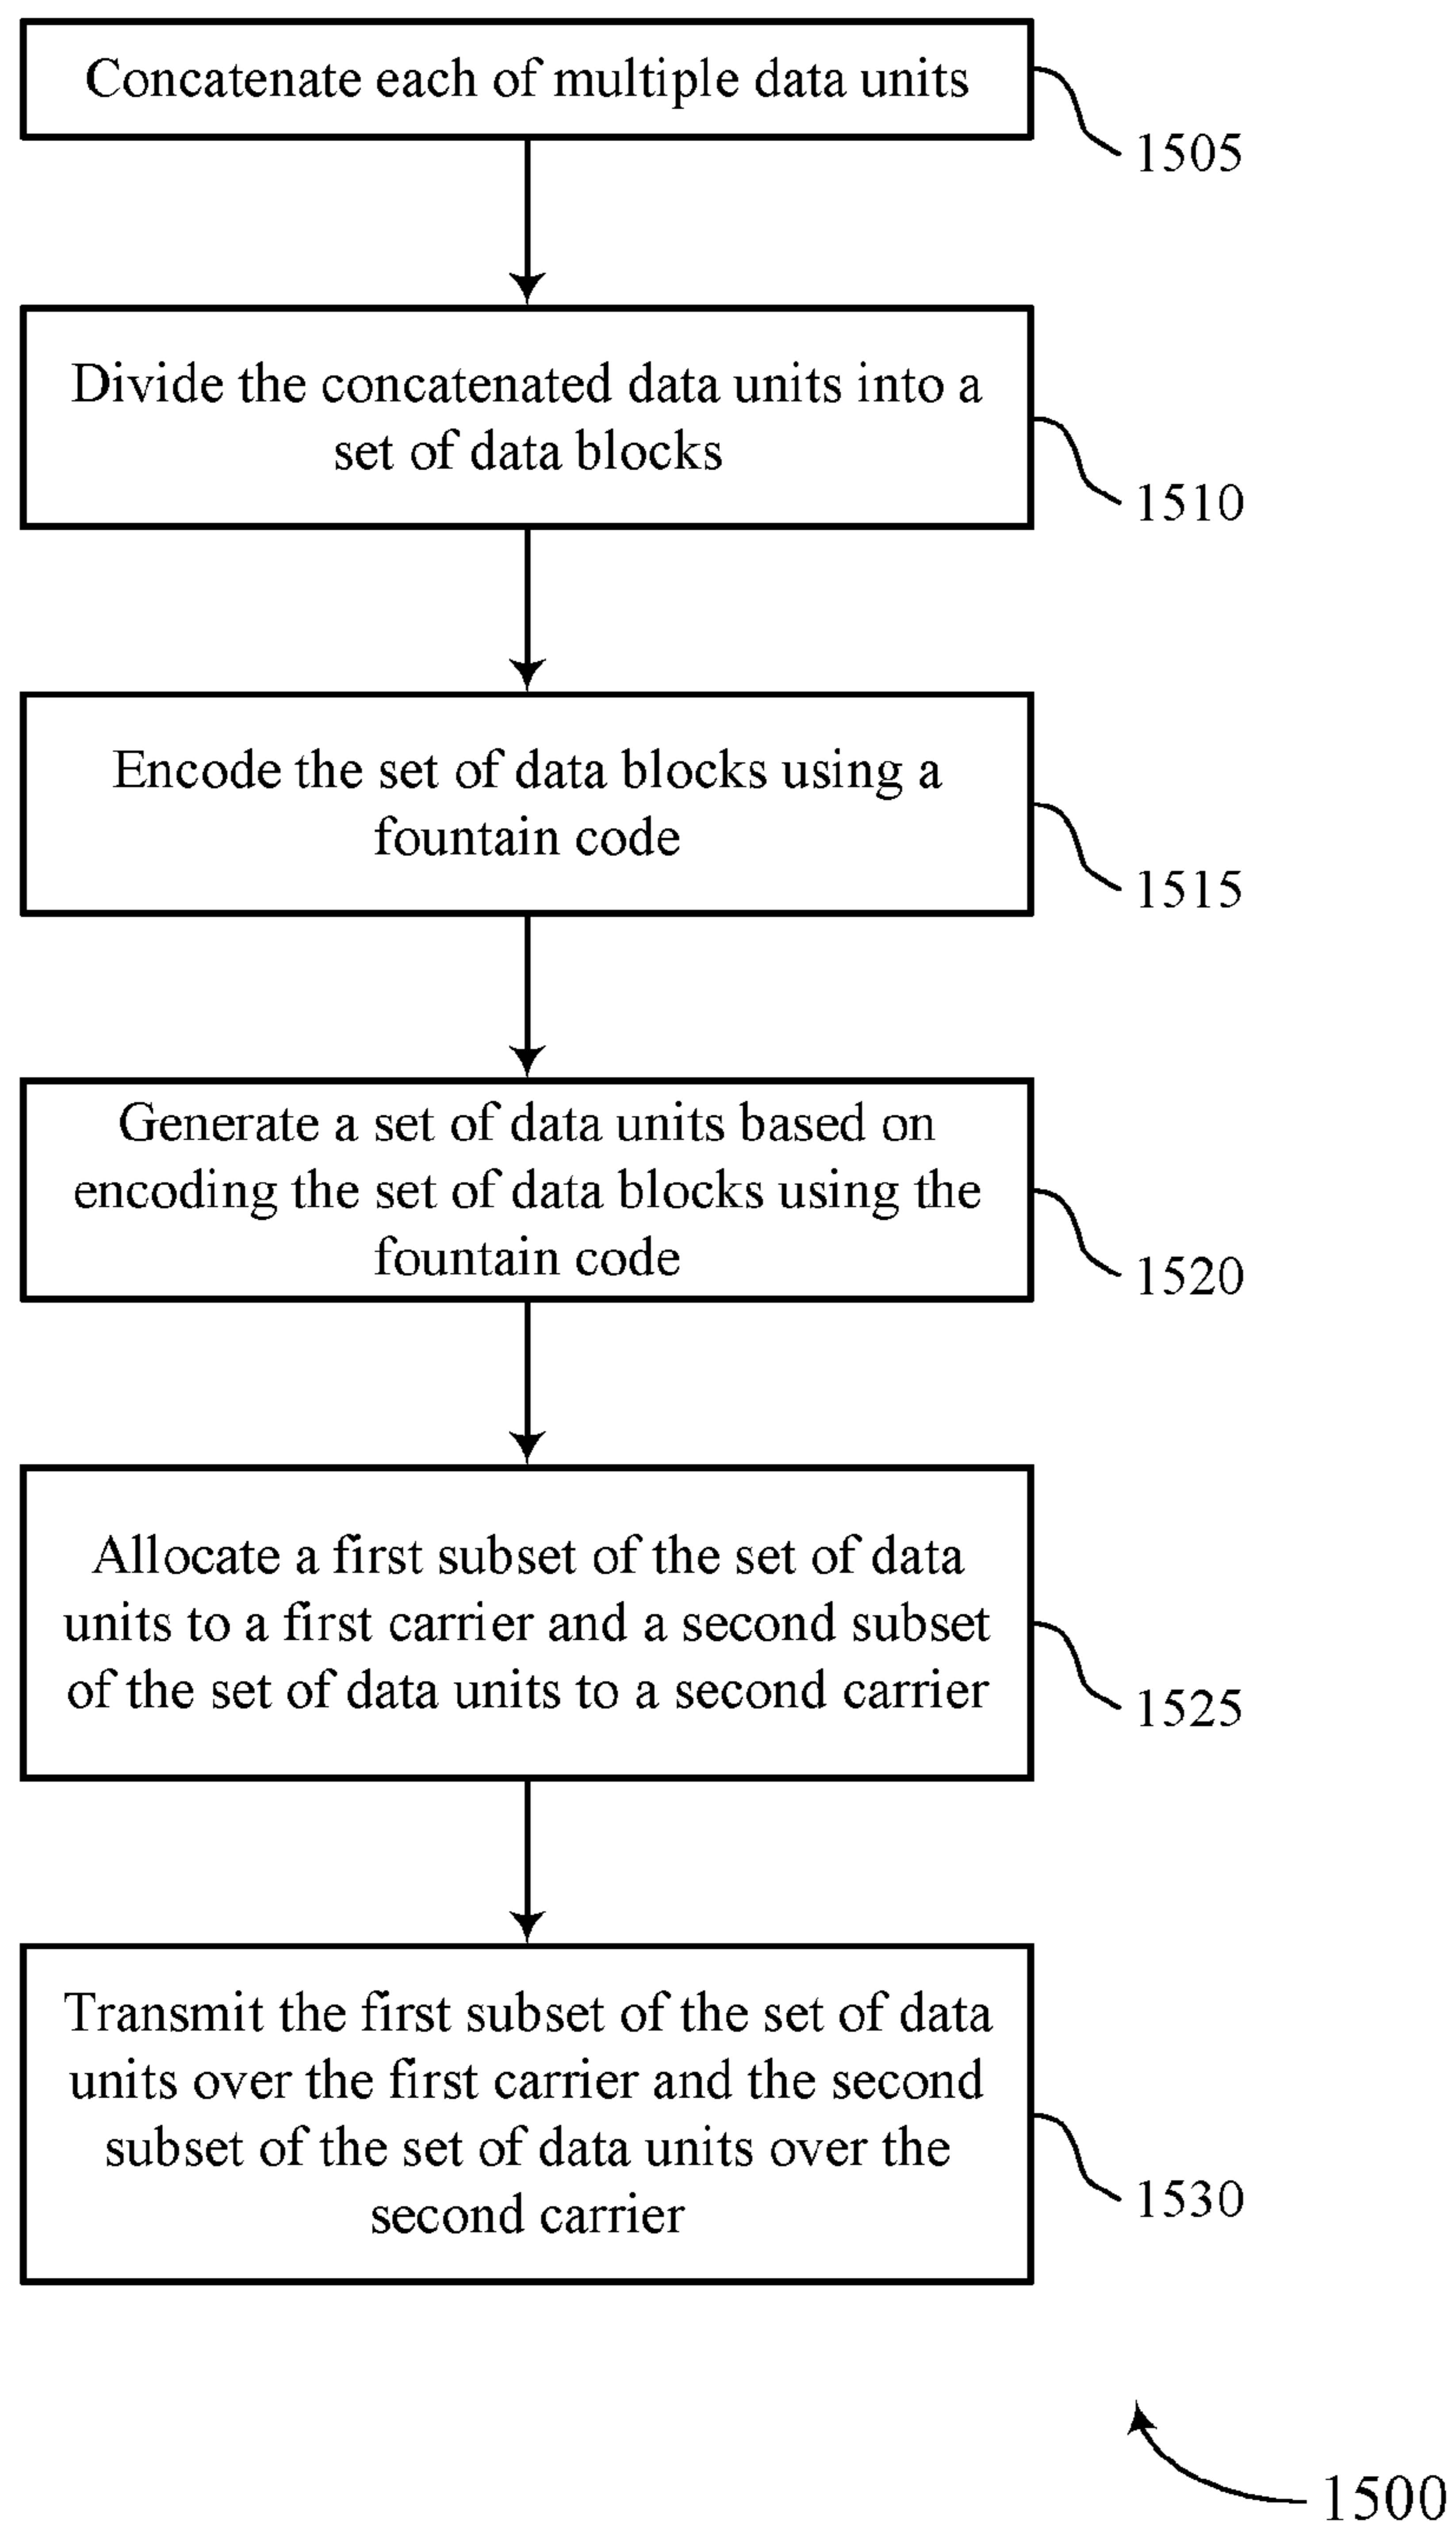 Concatenate each of multiple data units
1505
Divide the concatenated data units into a
set of data blocks
1510
Encode the set of data blocks using a
fountain code
1515
Generate a set of data units based on
encoding the set of data blocks using the
fountain code
1520
Allocate a first subset of the set of data
units to a first carrier and a second subset
of the set of data units to a second carrier
1525
Transmit the first subset of the set of data
units over the first carrier and the second
subset of the set of data units over the
second carrier
1530
1500